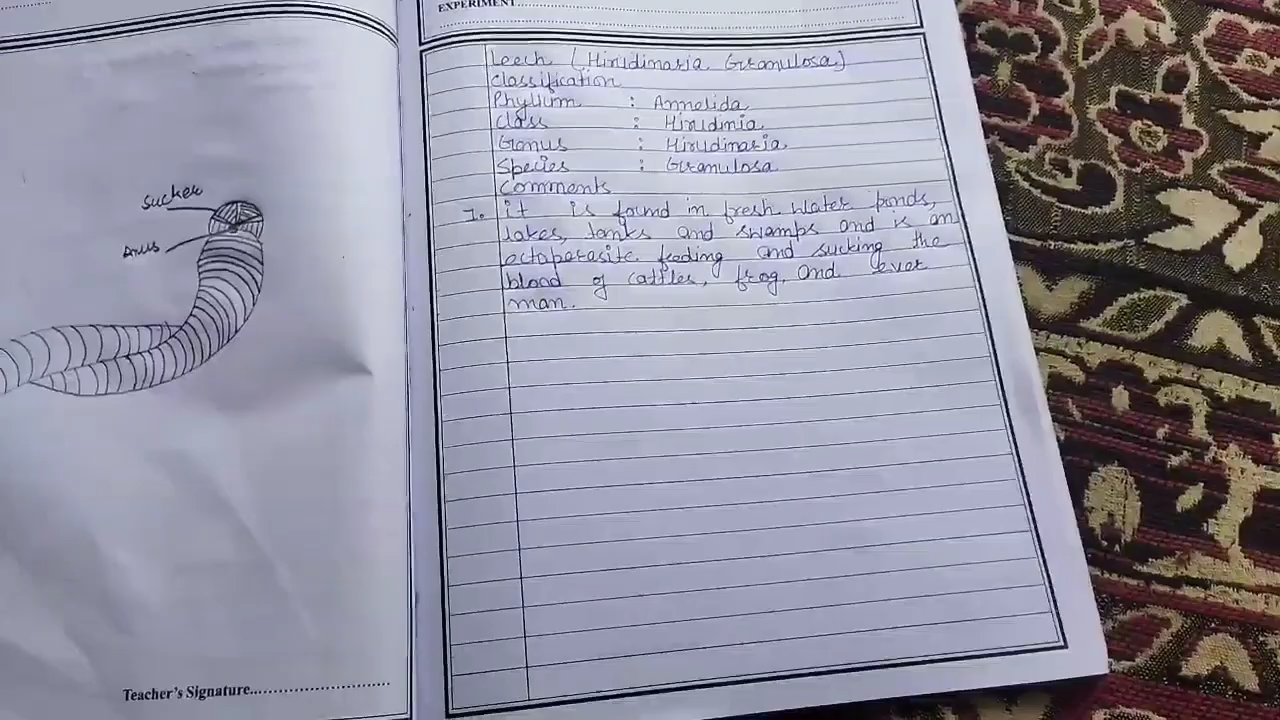 Sucker
Anus
Teacher's Signature
EXPERIMENT
Leech (Hirudinaria Granulosa)
Classification
Phyllum : Annelida
Class : Hirudinia
Genus : Hirudinaria
Species : Granulosa
Comments
1. it is found in fresh water ponds,
lakes, tanks and swamps and is an
ectoparasite feeding and sucking the
blood of cattles, frog, and ever
man.